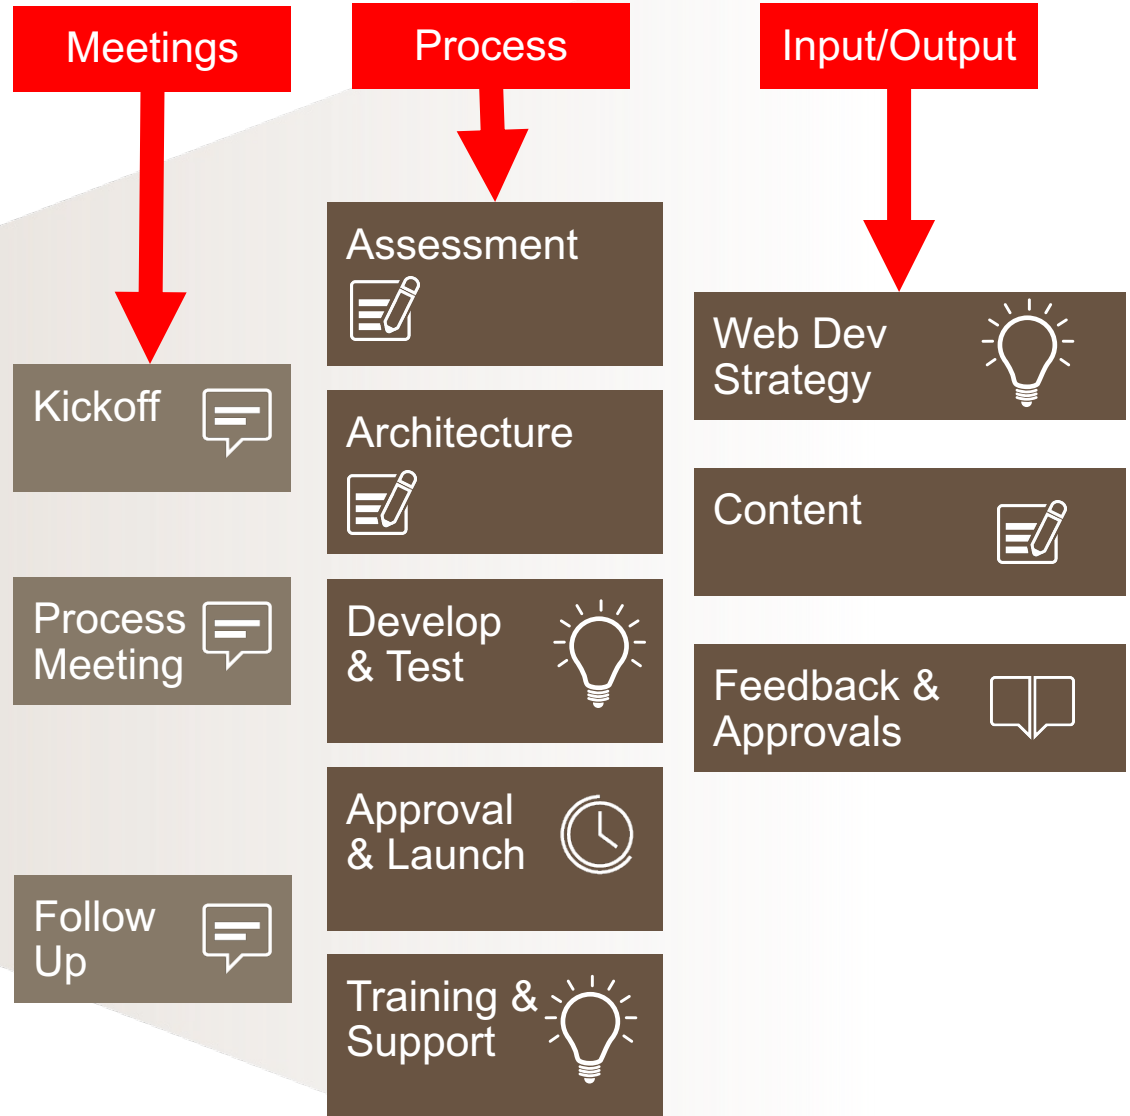 Meetings
Process
Input/Output
Kickoff
Process
Meeting
Follow
Up
Assessment
Architecture
Develop
& Test
Approval
& Launch
Training &
Support
Web Dev
Strategy
Content
Feedback &
Approvals